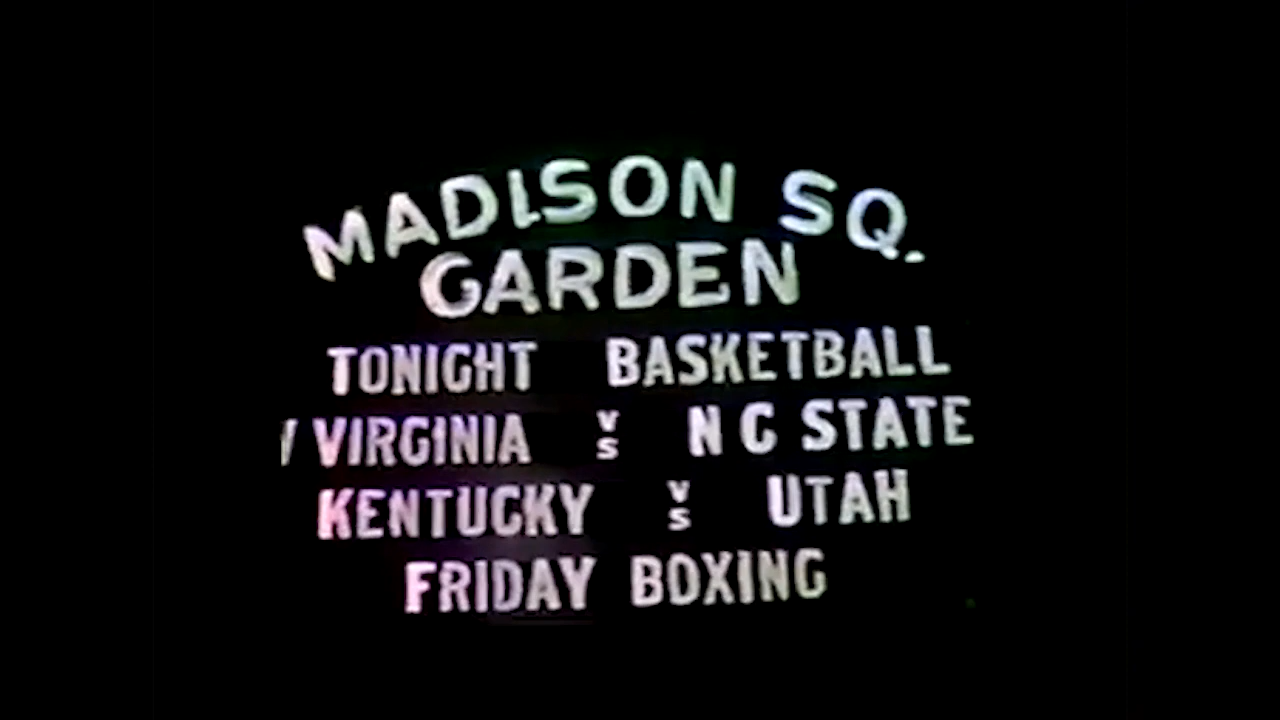 MADISON SQ.
GARDEN
TONIGHT BASKETBALL
VIRGINIA VS N C STATE
KENTUCKY VS UTAH
FRIDAY BOXING